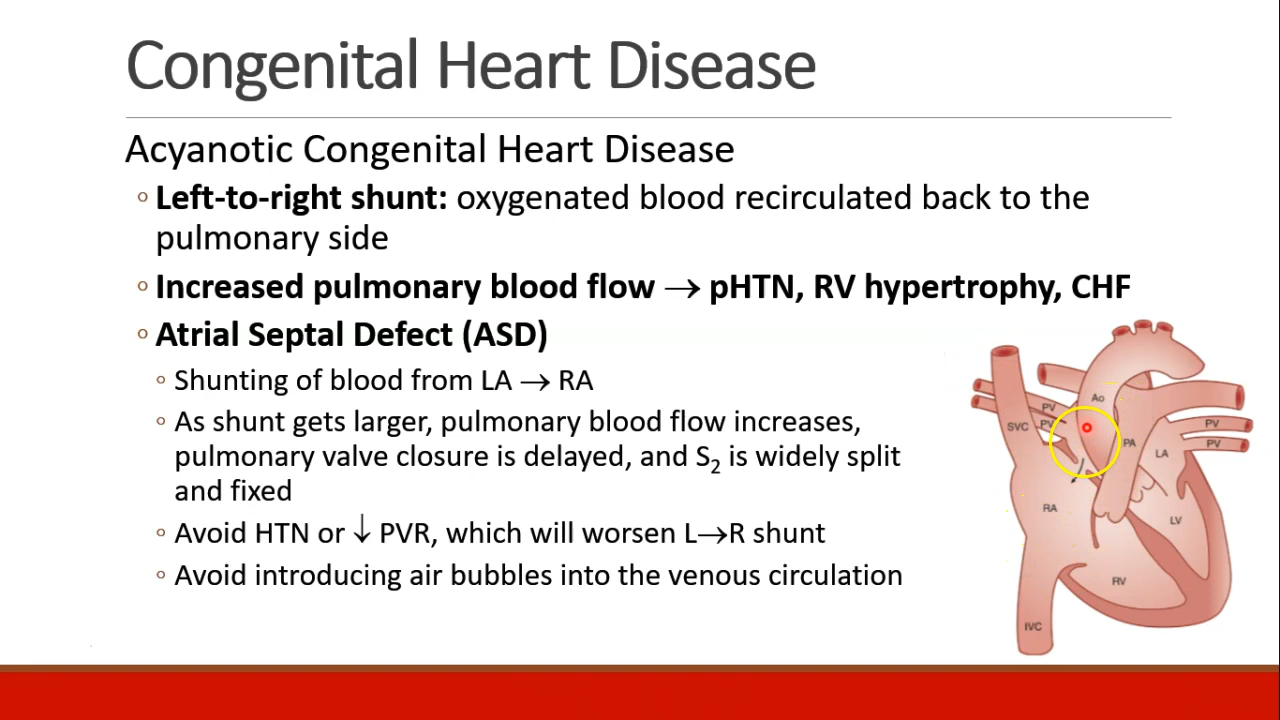 Congenital Heart Disease
Acyanotic Congenital Heart Disease
◦ Left-to-right shunt: oxygenated blood recirculated back to the
pulmonary side
◦ Increased pulmonary blood flow → pHTN, RV hypertrophy, CHF
◦ Atrial Septal Defect (ASD)
◦ Shunting of blood from LA → RA
◦ As shunt gets larger, pulmonary blood flow increases,
pulmonary valve closure is delayed, and S₂ is widely split
and fixed
◦ Avoid HTN or ↓ PVR, which will worsen L→R shunt
◦ Avoid introducing air bubbles into the venous circulation
Ao
PV
SVC
PV
PA
PV
PV
LA
RA
LV
RV
IVC